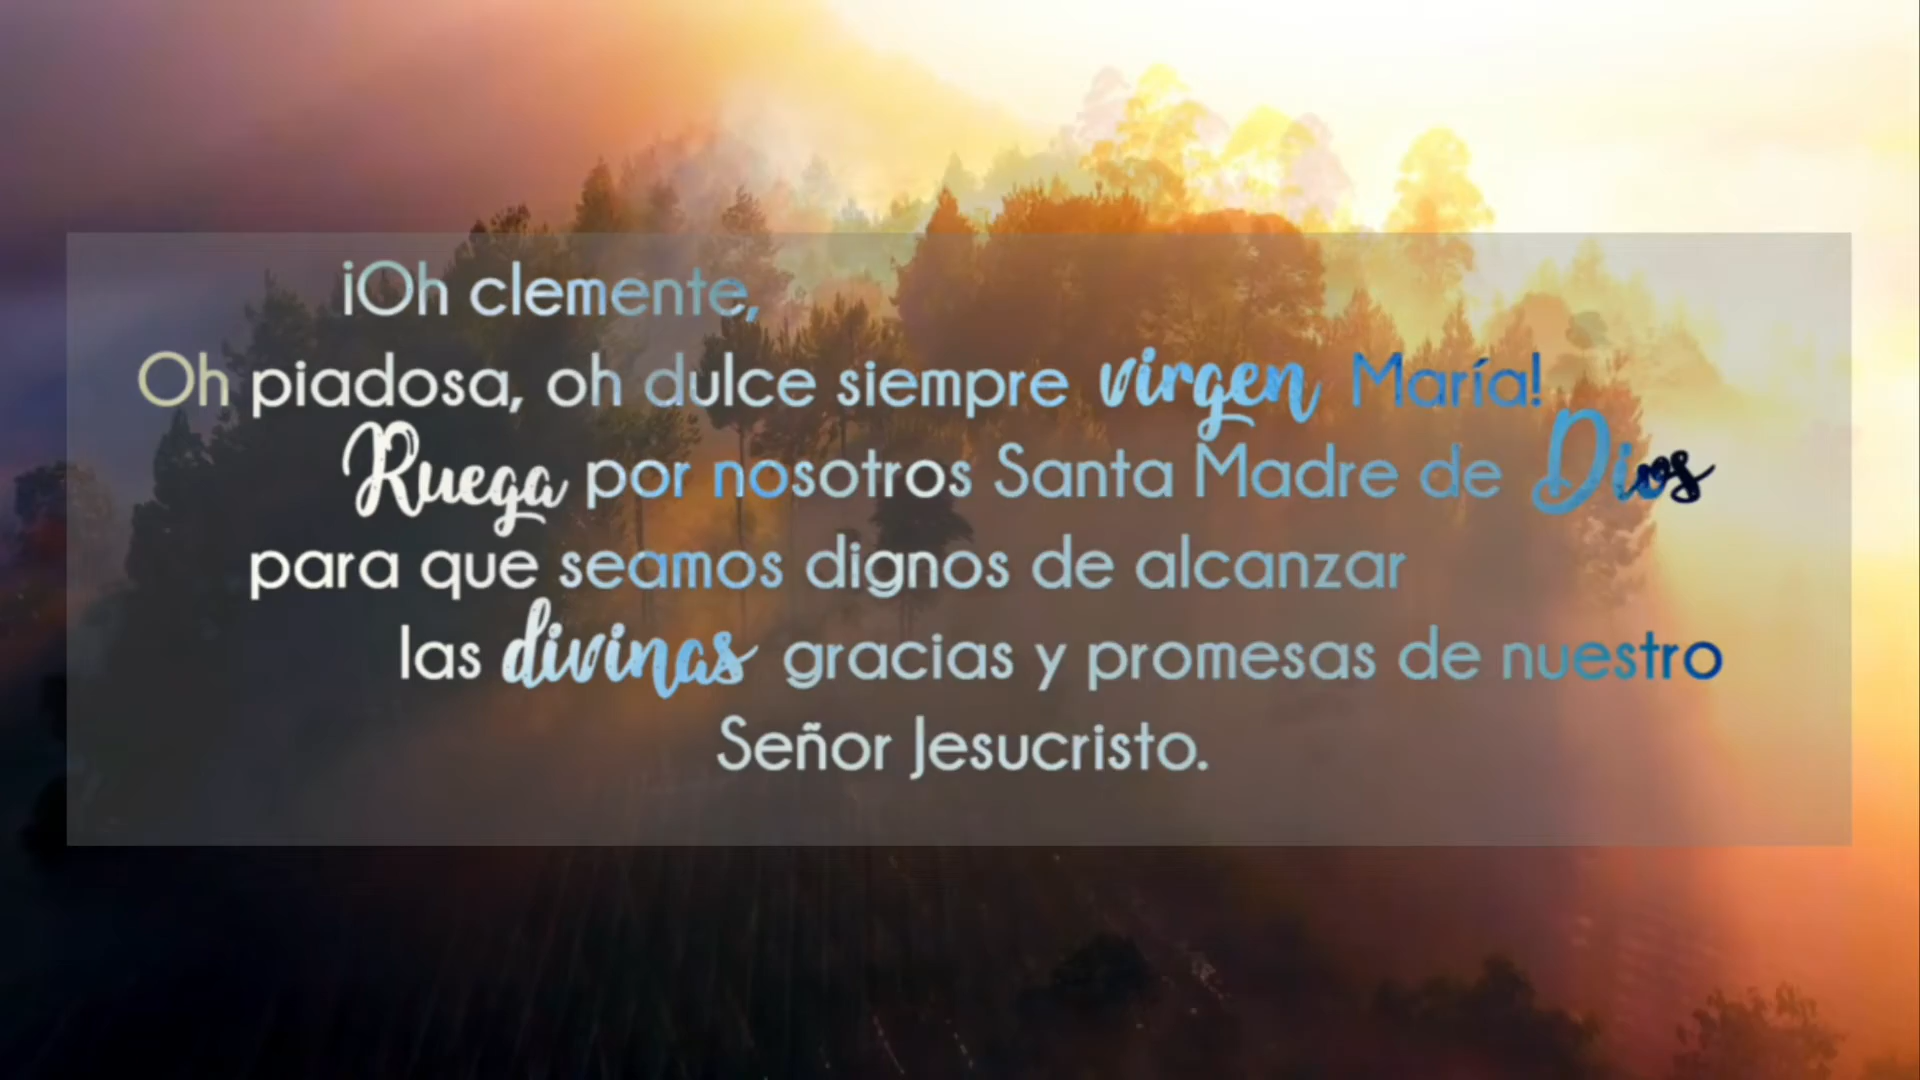 ¡Oh clemente,
Oh piadosa, oh dulce siempre virgen María!
Ruega por nosotros Santa Madre de Dios
para que seamos dignos de alcanzar
las divinas gracias y promesas de nuestro
Señor Jesucristo.